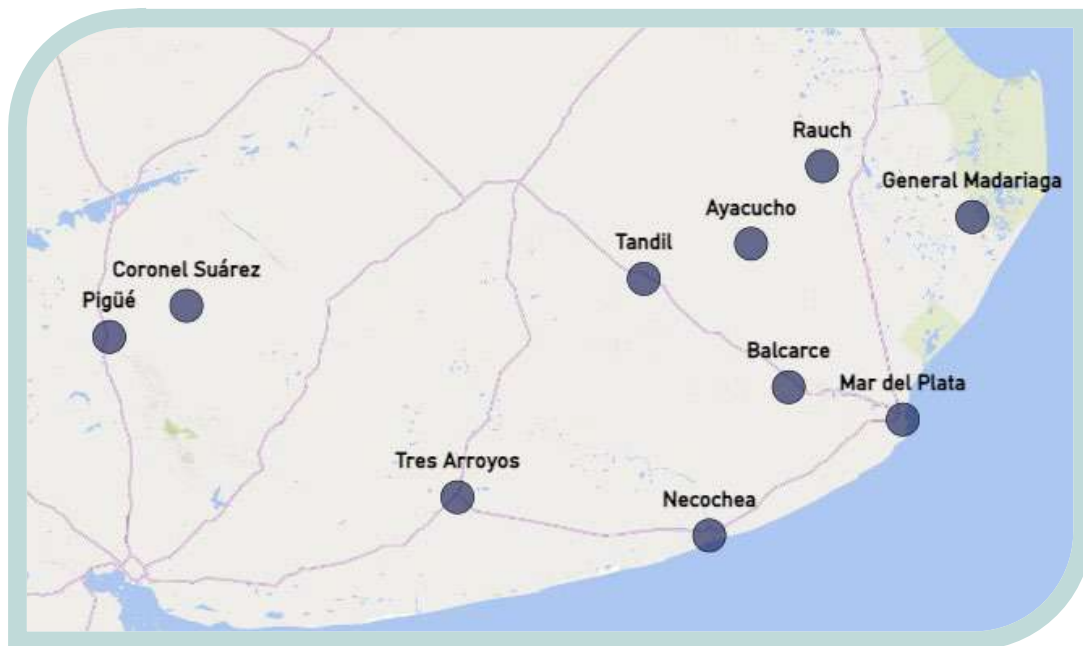 Rauch
General Madariaga
Ayacucho
Tandil
Coronel Suárez
Pigüé
Balcarce
Mar del Plata
Tres Arroyos
Necochea